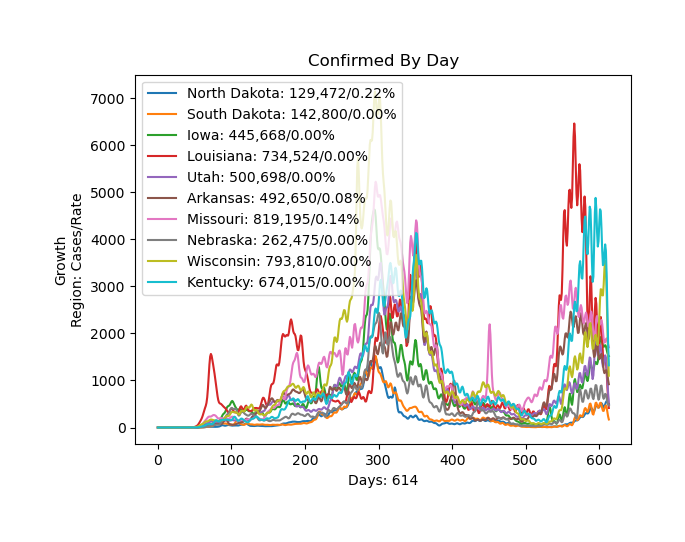 Confirmed By Day
Growth
Region: Cases/Rate
7000
6000
5000
4000
3000
2000
1000
0
North Dakota: 129,472/0.22%
South Dakota: 142,800/0.00%
Iowa: 445,668/0.00%
Louisiana: 734,524/0.00%
Utah: 500,698/0.00%
Arkansas: 492,650/0.08%
Missouri: 819,195/0.14%
Nebraska: 262,475/0.00%
Wisconsin: 793,810/0.00%
Kentucky: 674,015/0.00%
0 100 200 300 400 500 600
Days: 614